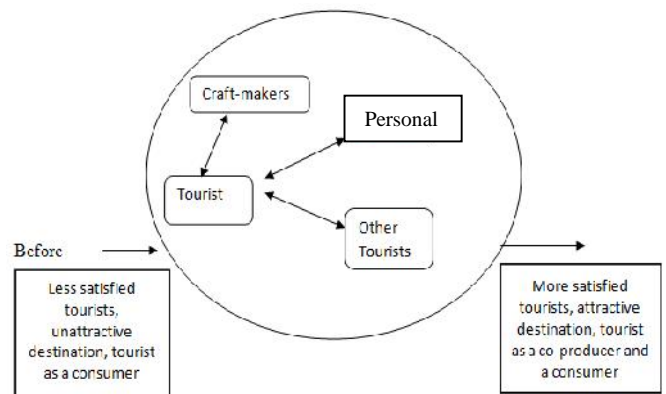 Craft-makers
Personal
Tourist
Other
Tourists
Before
Less satisfied
tourists,
unattractive
destination, tourist
as a consumer
More satisfied
tourists, attractive
destination, tourist
as a co producer and
a consumer